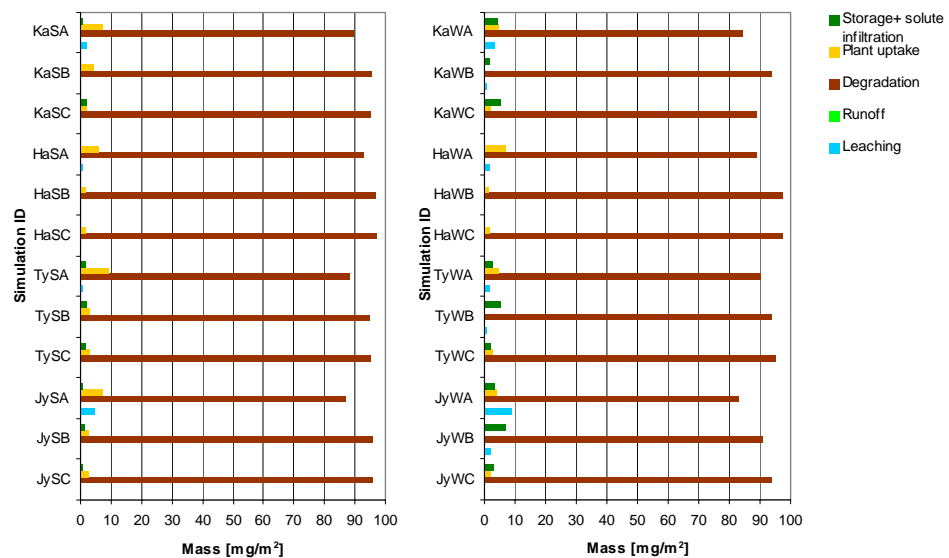 KaSA
KaSB
KaSC
HaSA
HaSB
HaSC
TySA
TySB
TySC
JySA
JySB
JySC
Simulation ID
0 10 20 30 40 50 60 70 80 90 100
Mass [mg/m²]
KaWA
KaWB
KaWC
HaWA
HaWB
HaWC
TyWA
TyWB
TyWC
JyWA
JyWB
JyWC
Simulation ID
0 10 20 30 40 50 60 70 80 90 100
Mass [mg/m²]
Storage+ solute
infiltration
Plant uptake
Degradation
Runoff
Leaching